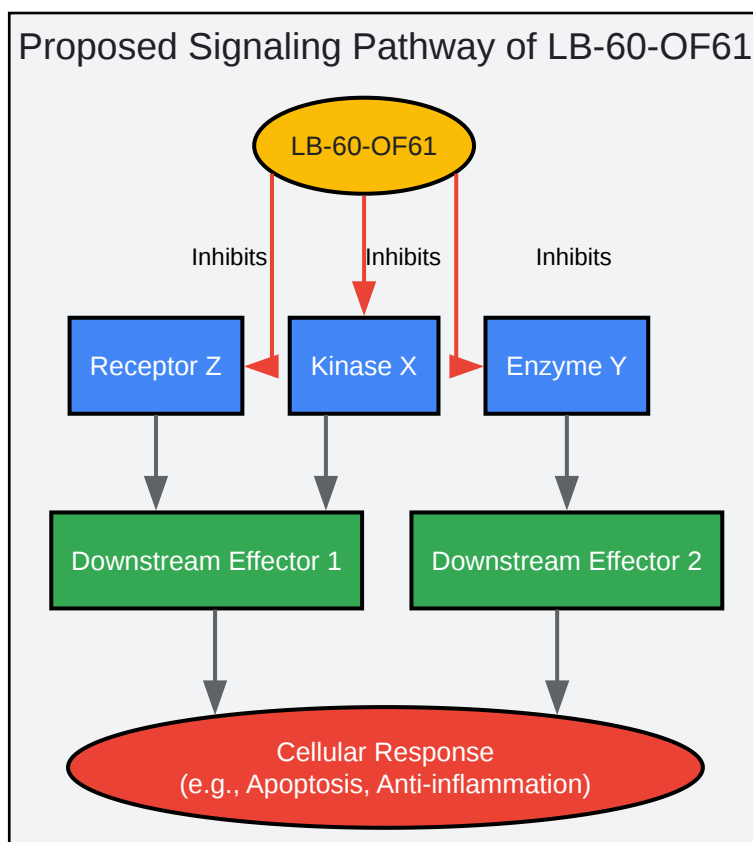 Proposed Signaling Pathway of LB-60-OF61
LB-60-OF61
Inhibits
Inhibits
Inhibits
Receptor Z
Kinase X
Enzyme Y
Downstream Effector 1
Downstream Effector 2
Cellular Response
(e.g., Apoptosis, Anti-inflammation)